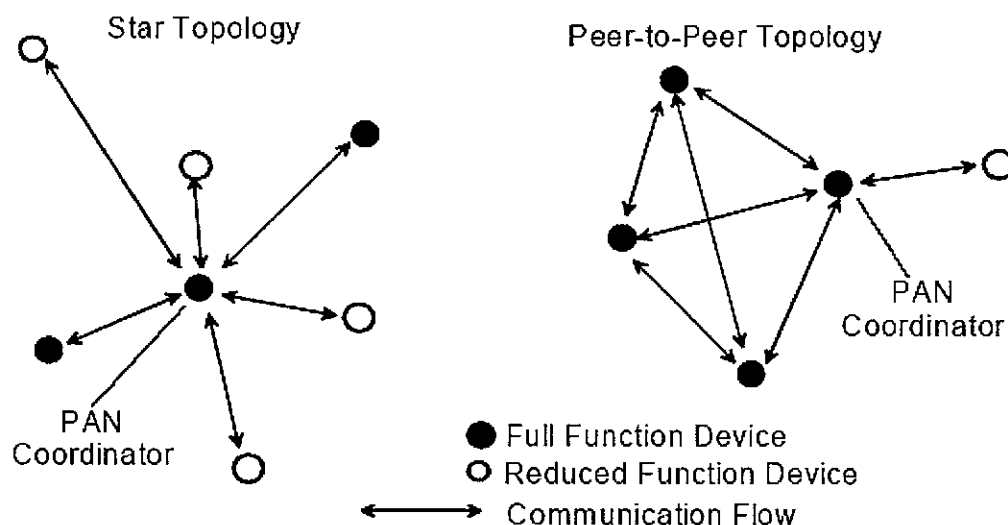 Star Topology
Peer-to-Peer Topology
PAN
Coordinator
PAN
Coordinator
Full Function Device
Reduced Function Device
Communication Flow